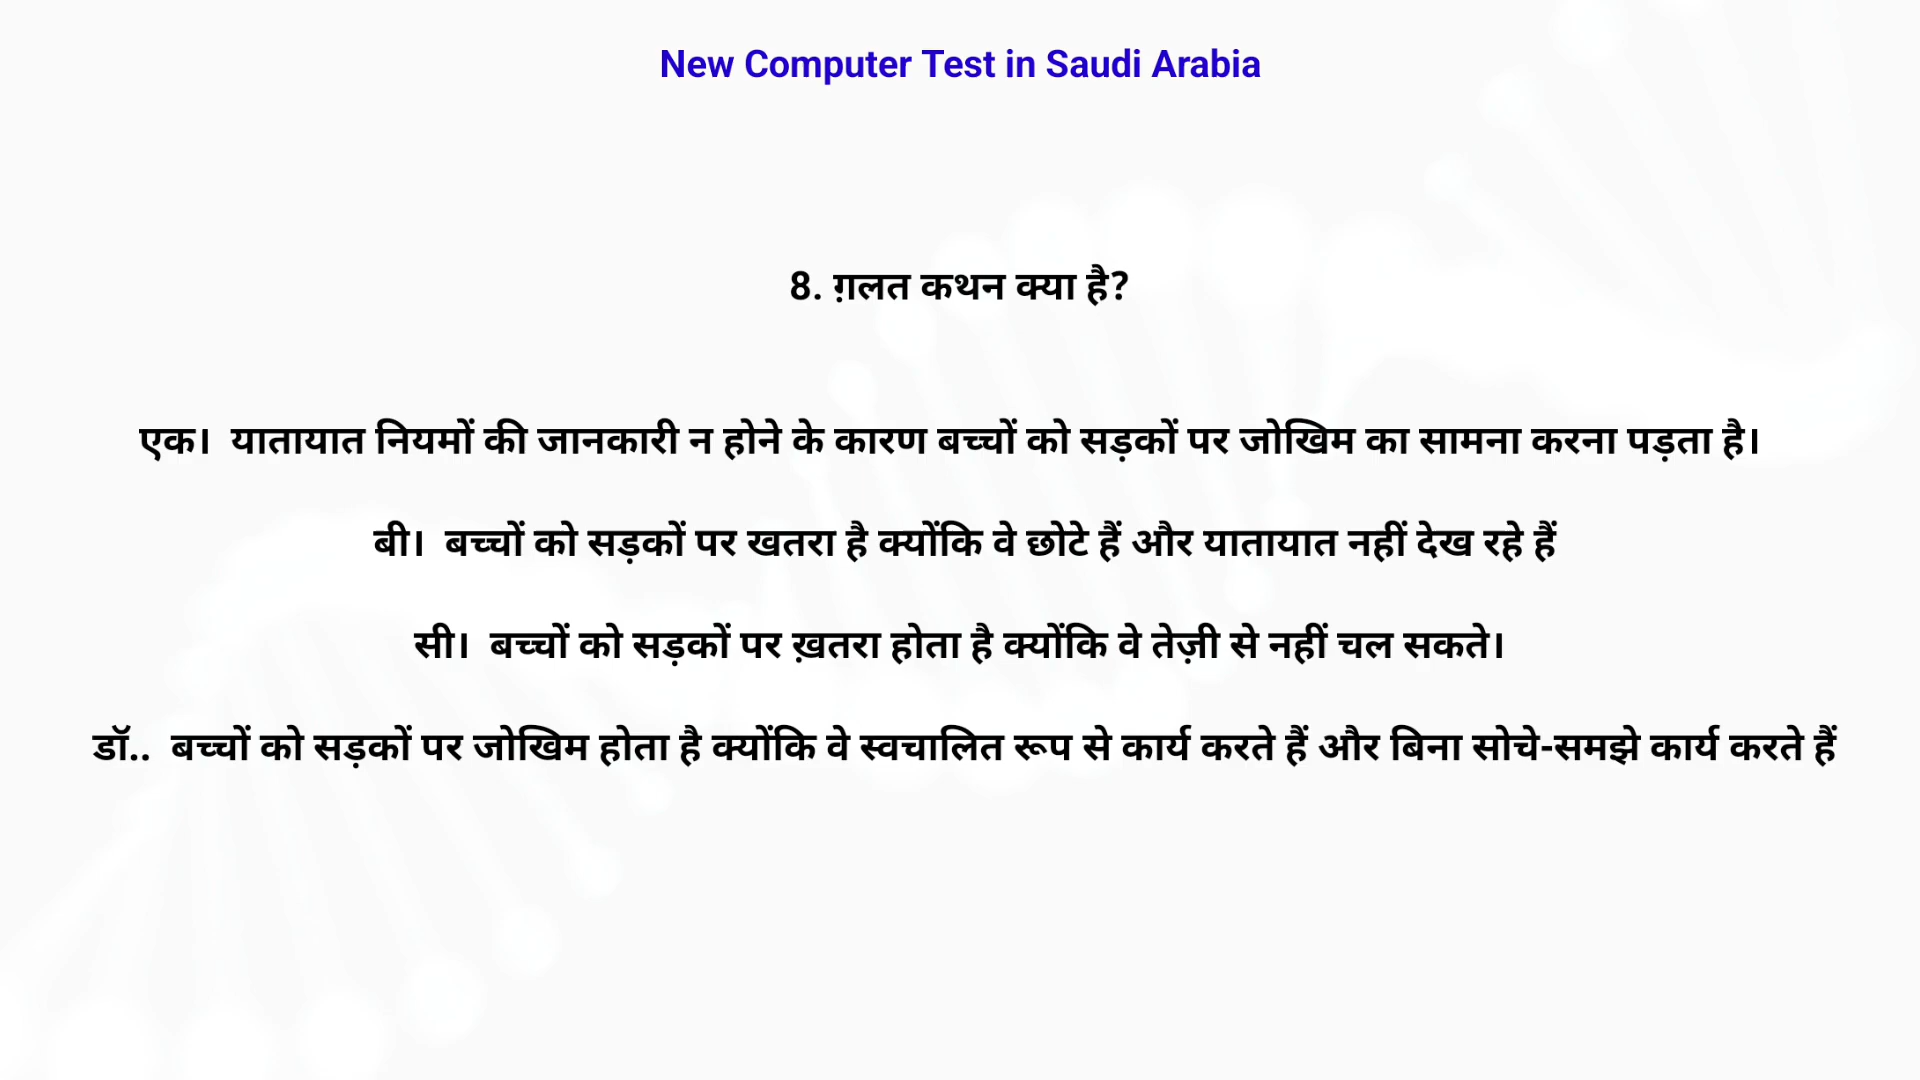 New Computer Test in Saudi Arabia
8. ग़लत कथन क्या है?
एक। यातायात नियमों की जानकारी न होने के कारण बच्चों को सड़कों पर जोखिम का सामना करना पड़ता है।
बी। बच्चों को सड़कों पर खतरा है क्योंकि वे छोटे हैं और यातायात नहीं देख रहे हैं
सी। बच्चों को सड़कों पर ख़तरा होता है क्योंकि वे तेज़ी से नहीं चल सकते।
डॉ.. बच्चों को सड़कों पर जोखिम होता है क्योंकि वे स्वचालित रूप से कार्य करते हैं और बिना सोचे-समझे कार्य करते हैं